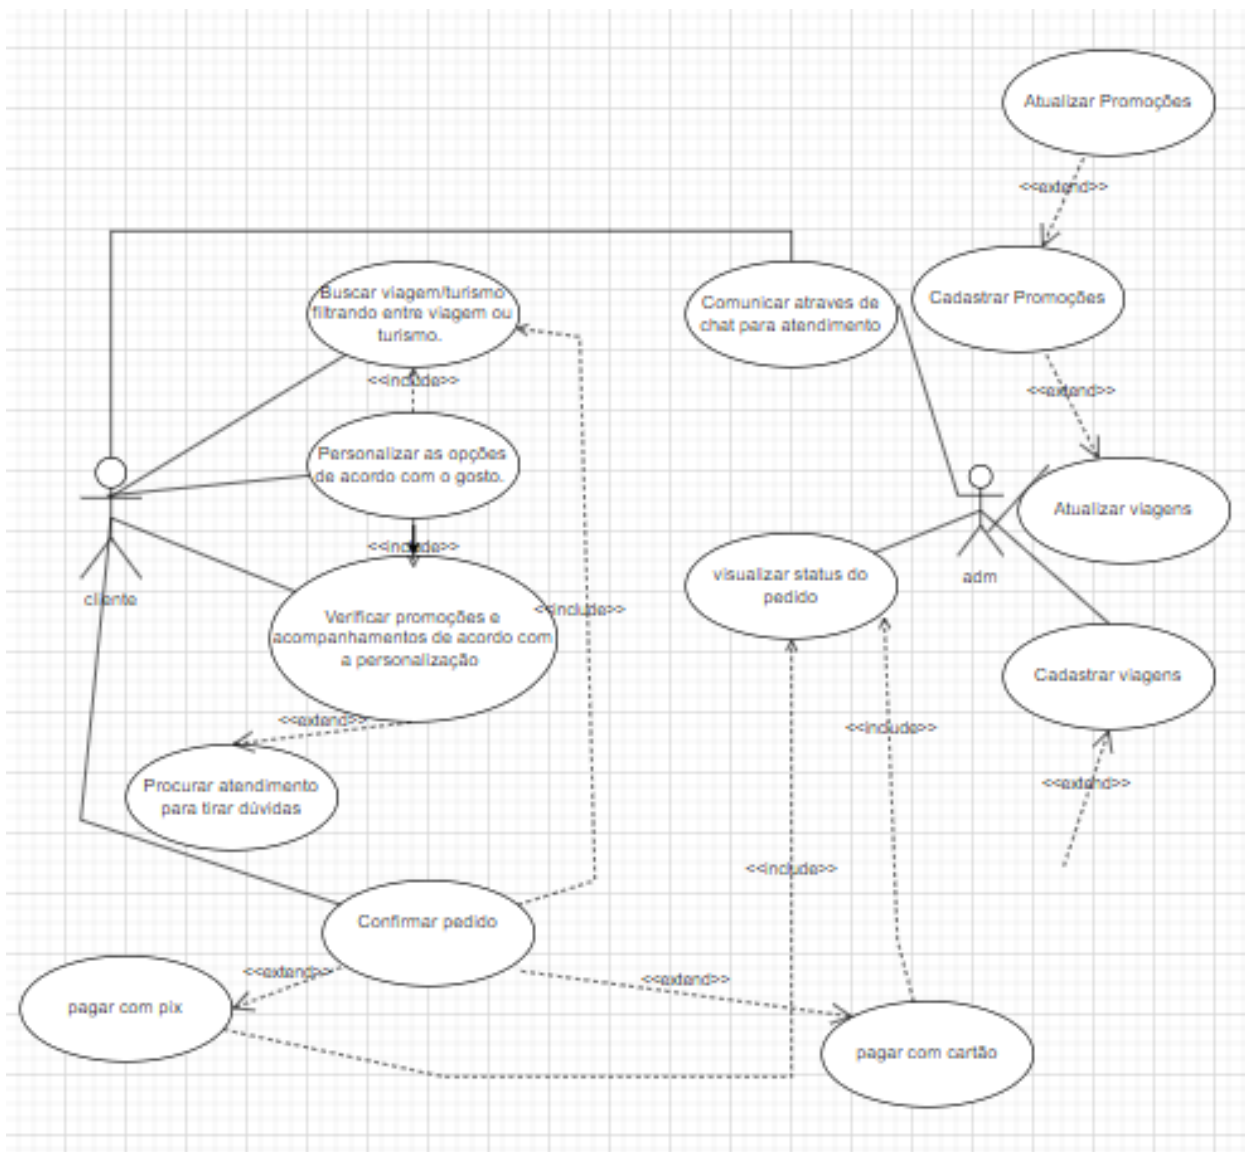 Atualizar Promoções
<<extend>>
Buscar viagem/turismo
filtrando entre viagem ou
turismo.
Comunicar atraves de
chat para atendimento
Cadastrar Promoções
<<include>>
<<extend>>
Personalizar as opções
de acordo com o gosto.
Atualizar viagens
<<include>>
visualizar status do
pedido
adm
cliente
Verificar promoções e
acompanhamentos de acordo com
a personalização
<<include>>
Cadastrar viagens
<<extend>>
<<include>>
Procurar atendimento
para tirar dúvidas
<<extend>>
<<include>>
Confirmar pedido
<<extend>>
<<extend>>
pagar com pix
pagar com cartão